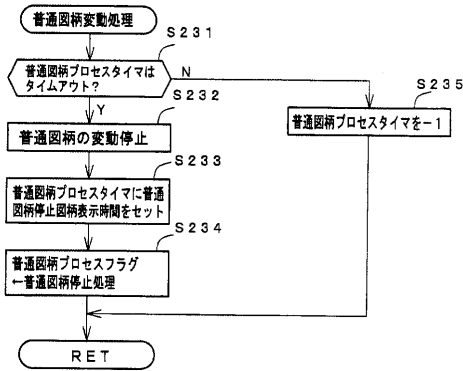 普通図柄変動処理
S231
普通図柄プロセスタイマは
タイムアウト?
N
Y
S232
普通図柄の変動停止
S235
普通図柄プロセスタイマを－1
S233
普通図柄プロセスタイマに普通
図柄停止図柄表示時間をセット
S234
普通図柄プロセスフラグ
←普通図柄停止処理
RET